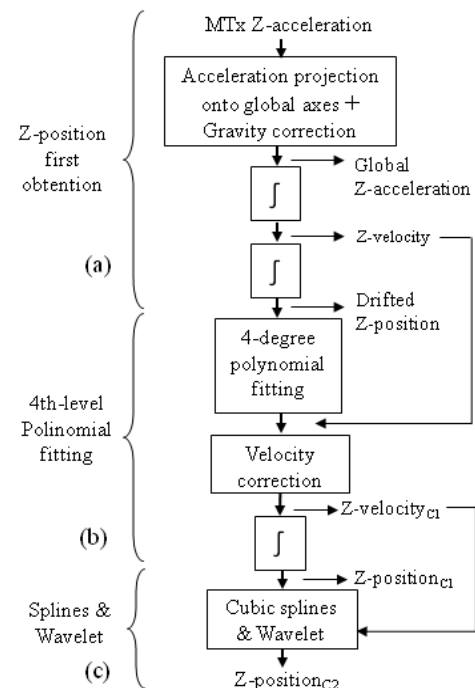 MTx Z-acceleration
Acceleration projection
onto global axes +
Gravity correction
Z-position
first
obtention
Global
Z-acceleration
∫
Z-velocity
(a)
∫
Drifted
Z-position
4-degree
polynomial
fitting
4th-level
Polinomial
fitting
Velocity
correction
Z-velocityC1
(b)
∫
Z-positionC1
Splines &
Wavelet
Cubic splines
& Wavelet
(c)
Z-positionC2